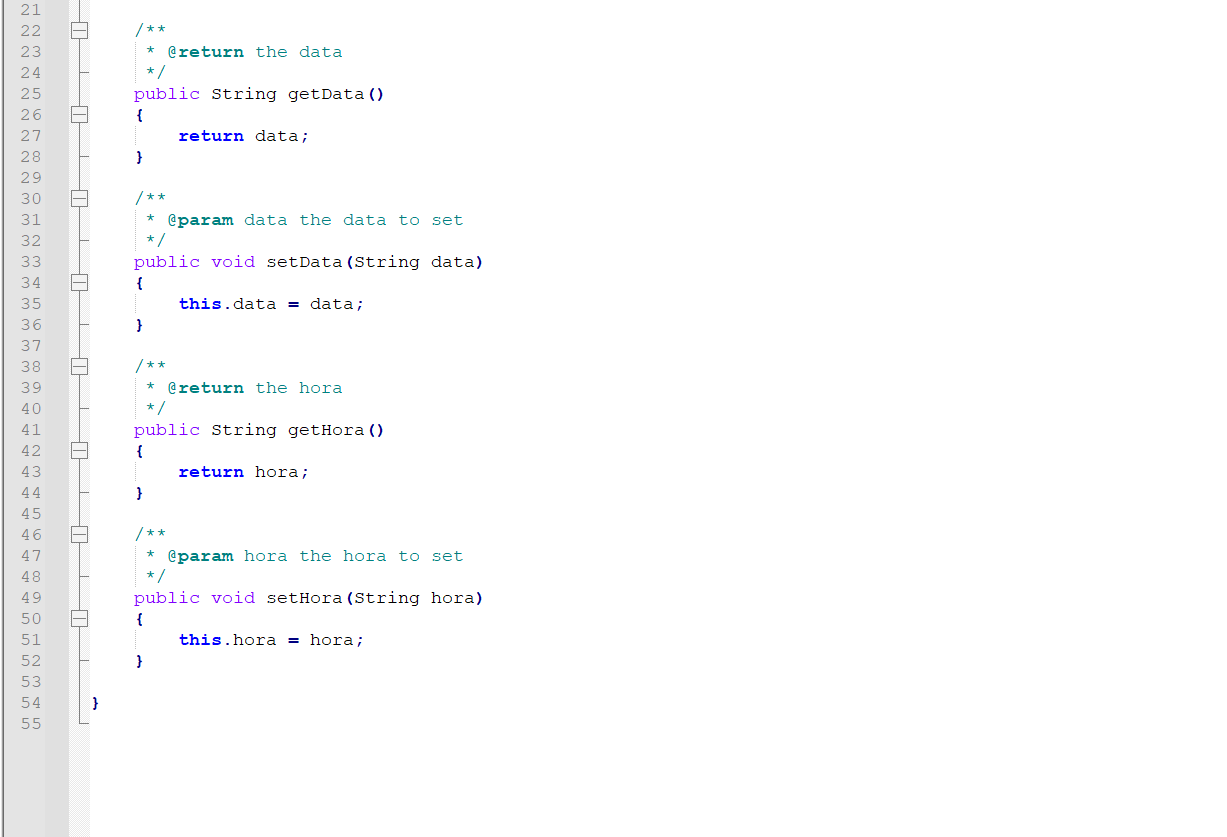 21
22 /**
23 * @return the data
24 */
25 public String getData()
26 {
27 return data;
28 }
29
30 /**
31 * @param data the data to set
32 */
33 public void setData(String data)
34 {
35 this.data = data;
36 }
37
38 /**
39 * @return the hora
40 */
41 public String getHora()
42 {
43 return hora;
44 }
45
46 /**
47 * @param hora the hora to set
48 */
49 public void setHora(String hora)
50 {
51 this.hora = hora;
52 }
53
54 }
55